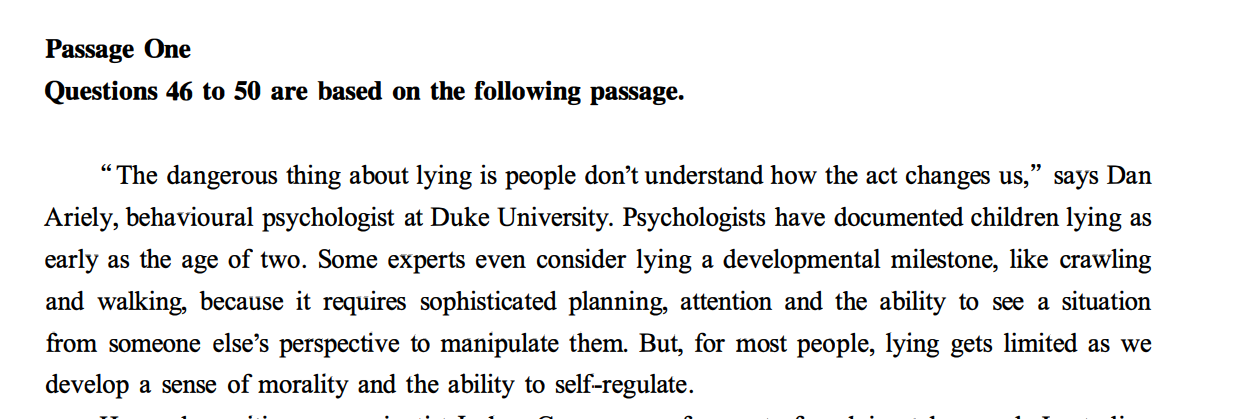 Passage One
Questions 46 to 50 are based on the following passage.
“The dangerous thing about lying is people don’t understand how the act changes us,” says Dan
Ariely, behavioural psychologist at Duke University. Psychologists have documented children lying as
early as the age of two. Some experts even consider lying a developmental milestone, like crawling
and walking, because it requires sophisticated planning, attention and the ability to see a situation
from someone else’s perspective to manipulate them. But, for most people, lying gets limited as we
develop a sense of morality and the ability to self-regulate.